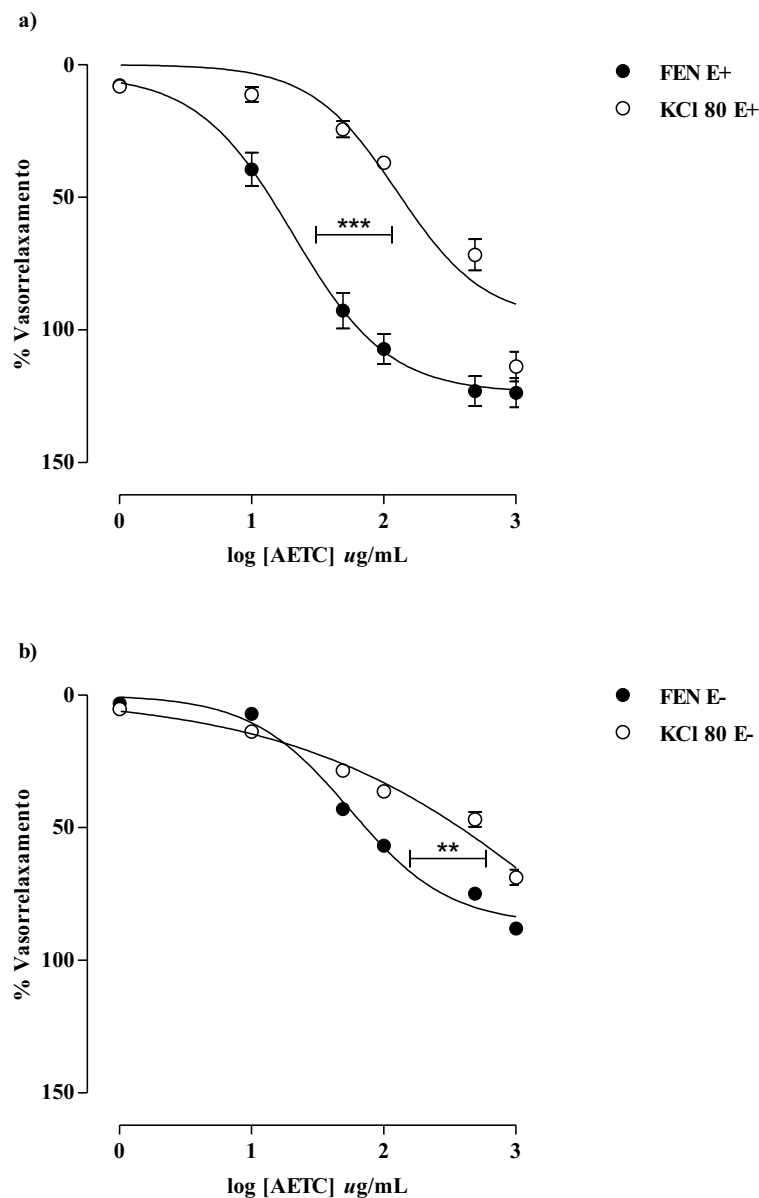 a)
0
50
100
150
% Vasorrelaxamento
FEN E+
KCl 80 E+
***
0 1 2 3
log [AETC] ug/mL
b)
0
50
100
150
% Vasorrelaxamento
FEN E-
KCl 80 E-
**
0 1 2 3
log [AETC] ug/mL